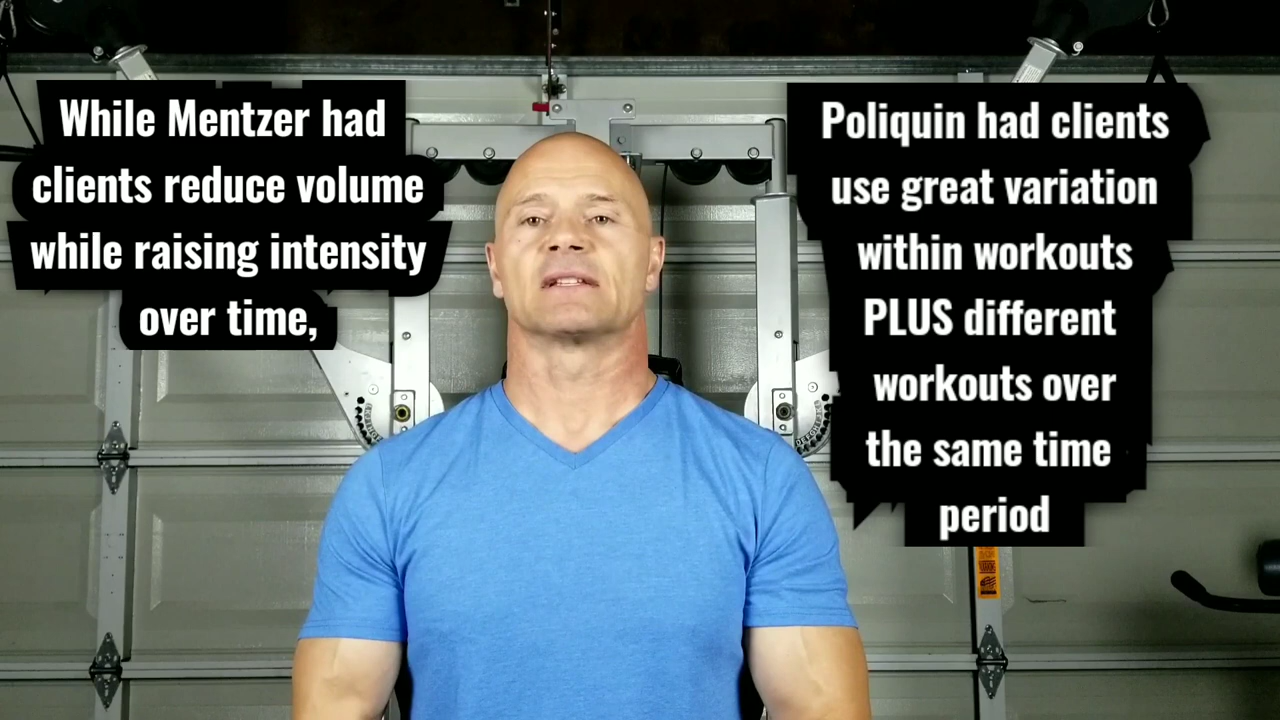 While Mentzer had
clients reduce volume
while raising intensity
over time,
Poliquin had clients
use great variation
within workouts
PLUS different
workouts over
the same time
period